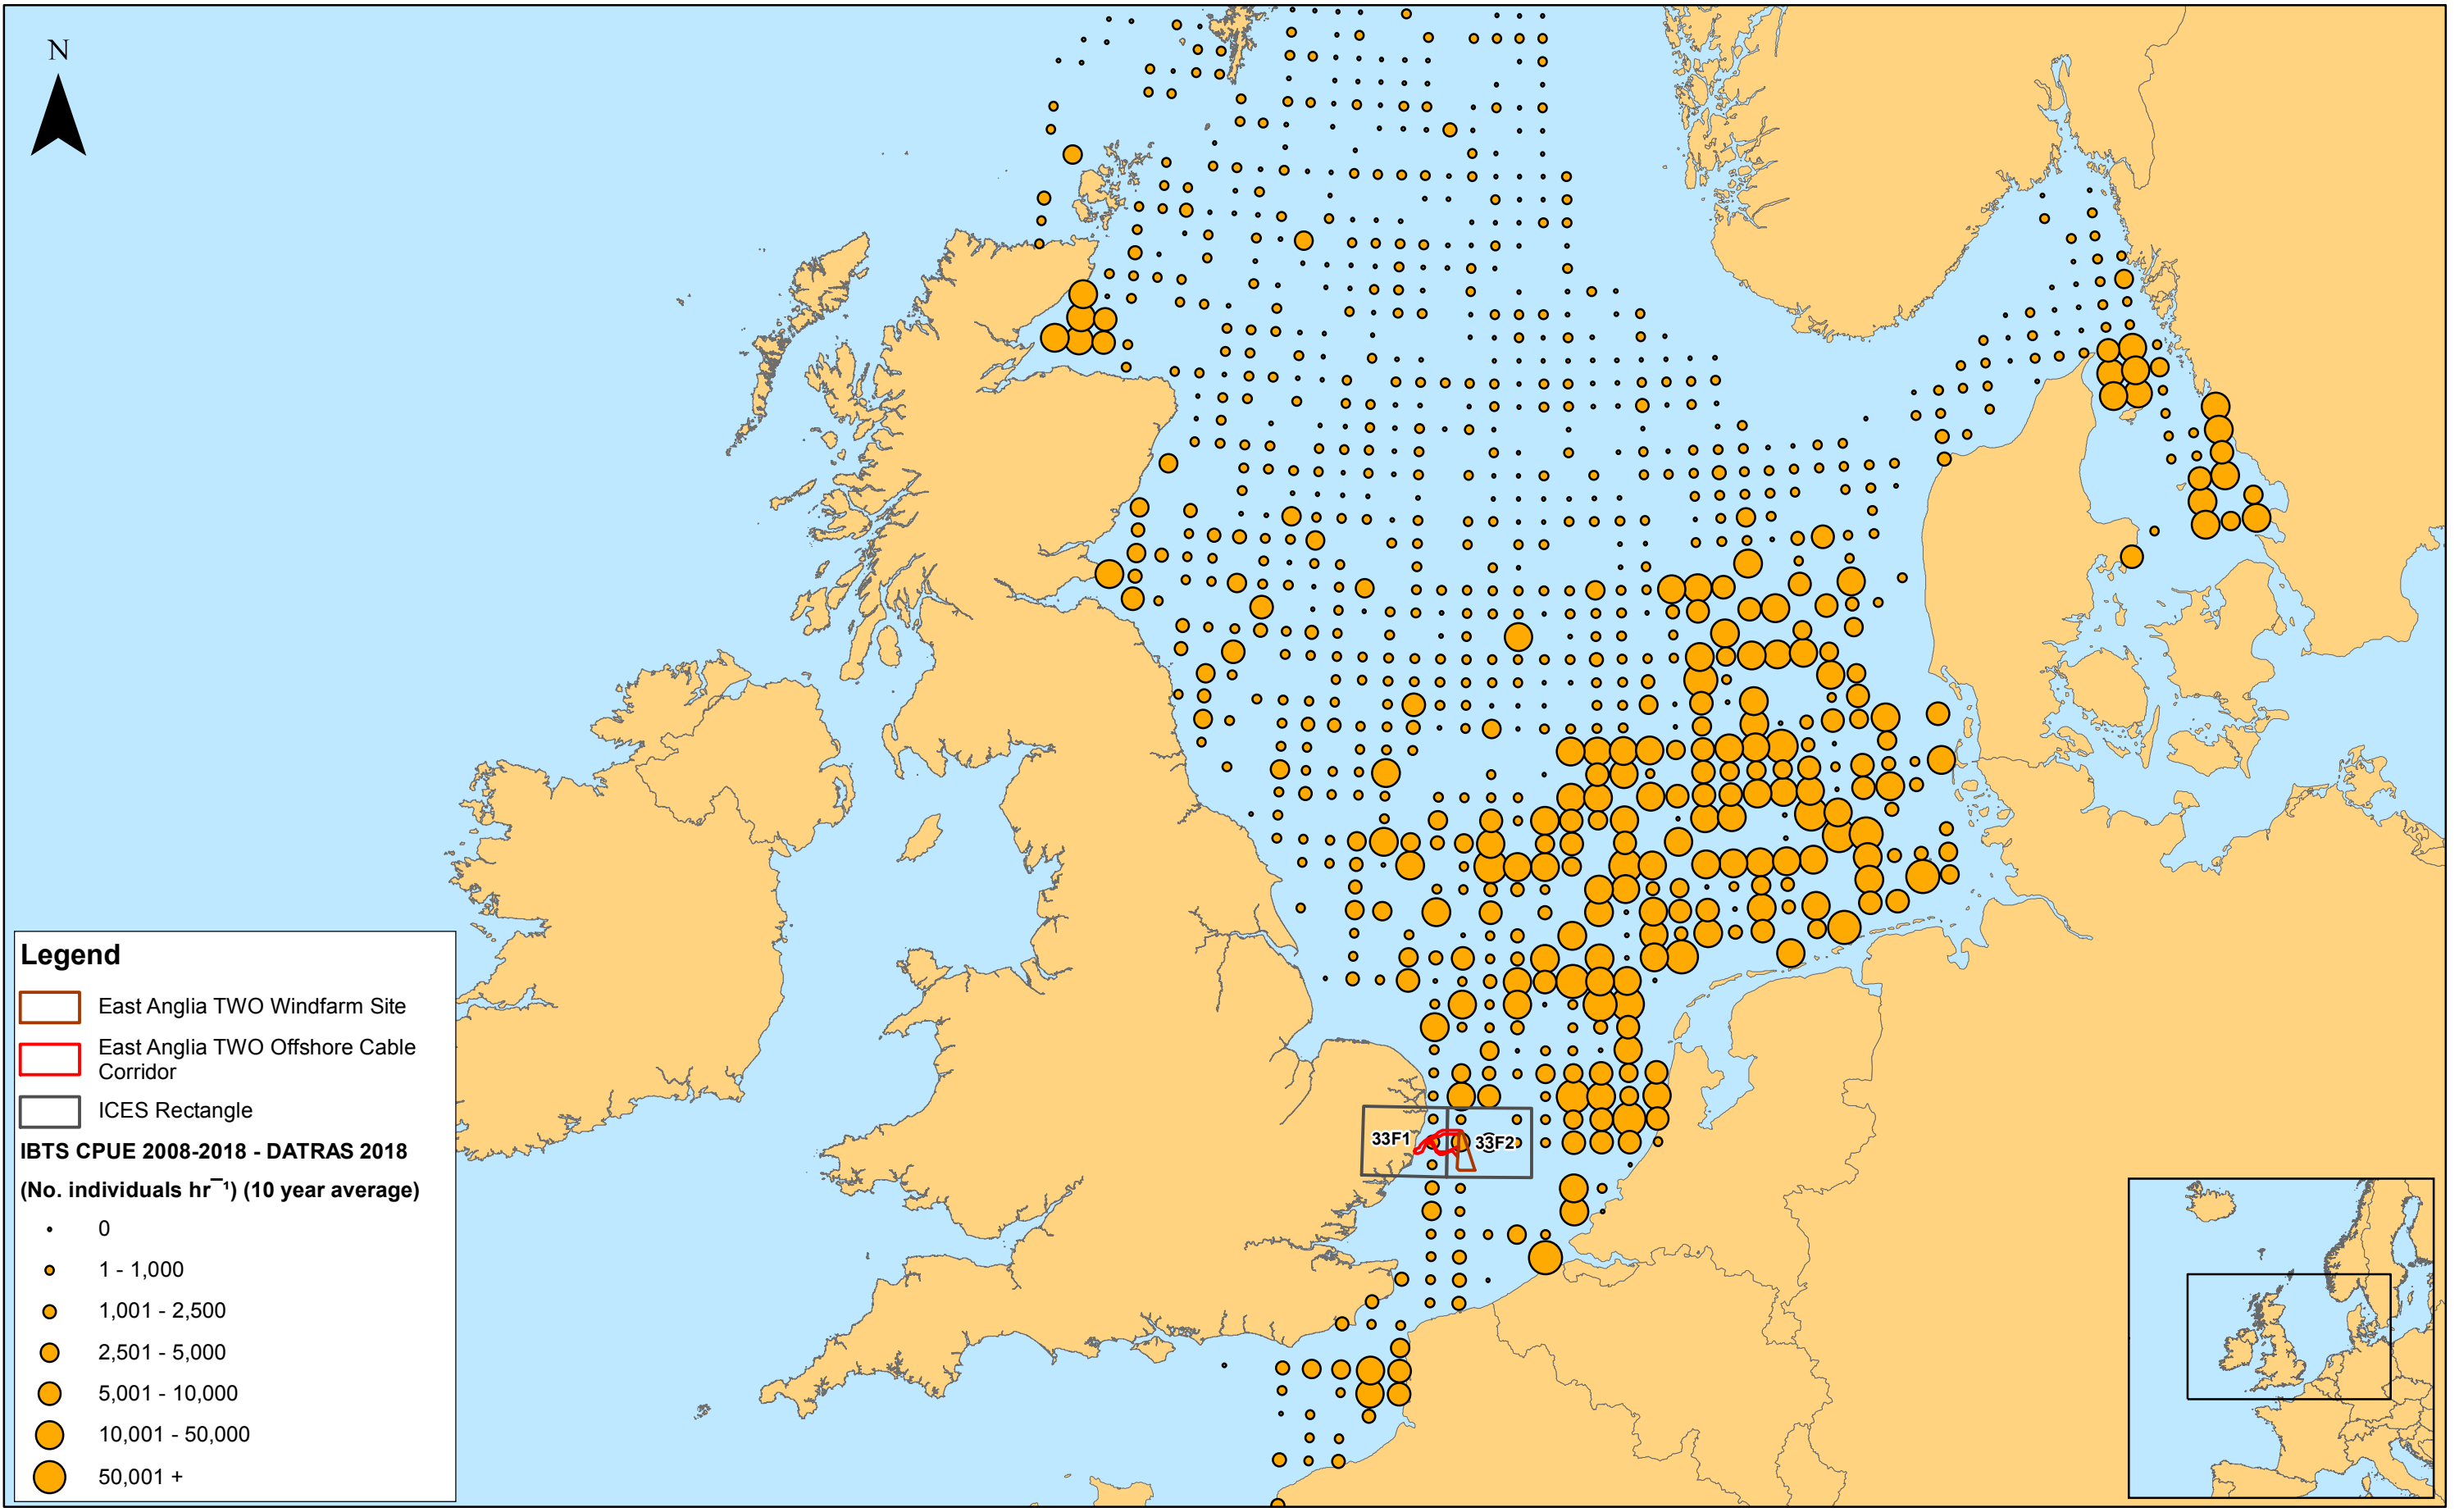 N
33F1
33F2
Legend
East Anglia TWO Windfarm Site
East Anglia TWO Offshore Cable
Corridor
ICES Rectangle
IBTS CPUE 2008-2018 - DATRAS 2018
(No. individuals hr¯¹) (10 year average)
0
1 - 1,000
1,001 - 2,500
2,501 - 5,000
5,001 - 10,000
10,001 - 50,000
50,001 +